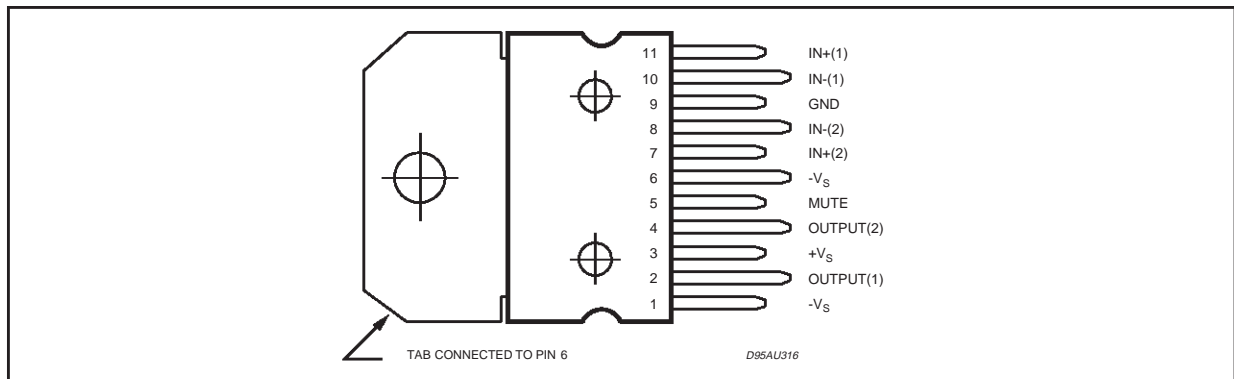 11 IN+(1)
10 IN-(1)
9 GND
8 IN-(2)
7 IN+(2)
6 -VS
5 MUTE
4 OUTPUT(2)
3 +VS
2 OUTPUT(1)
1 -VS
TAB CONNECTED TO PIN 6
D95AU316